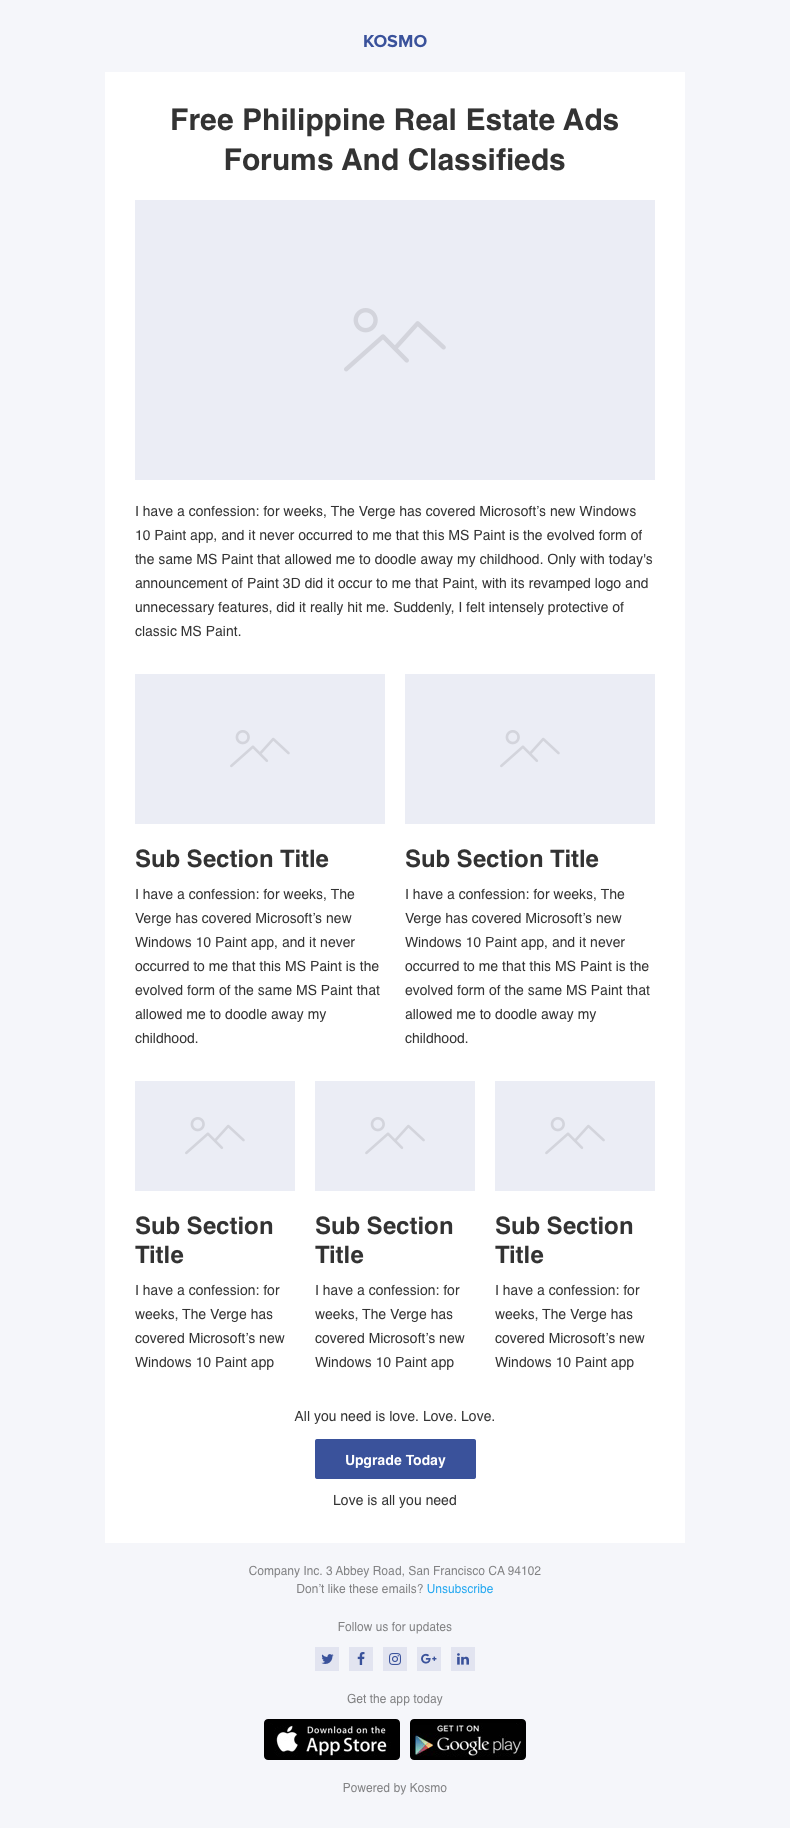 KOSMO
Free Philippine Real Estate Ads
Forums And Classifieds
I have a confession: for weeks, The Verge has covered Microsoft’s new Windows
10 Paint app, and it never occurred to me that this MS Paint is the evolved form of
the same MS Paint that allowed me to doodle away my childhood. Only with today's
announcement of Paint 3D did it occur to me that Paint, with its revamped logo and
unnecessary features, did it really hit me. Suddenly, I felt intensely protective of
classic MS Paint.
Sub Section Title
I have a confession: for weeks, The
Verge has covered Microsoft’s new
Windows 10 Paint app, and it never
occurred to me that this MS Paint is the
evolved form of the same MS Paint that
allowed me to doodle away my
childhood.
Sub Section Title
I have a confession: for weeks, The
Verge has covered Microsoft’s new
Windows 10 Paint app, and it never
occurred to me that this MS Paint is the
evolved form of the same MS Paint that
allowed me to doodle away my
childhood.
Sub Section
Title
I have a confession: for
weeks, The Verge has
covered Microsoft’s new
Windows 10 Paint app
Sub Section
Title
I have a confession: for
weeks, The Verge has
covered Microsoft’s new
Windows 10 Paint app
Sub Section
Title
I have a confession: for
weeks, The Verge has
covered Microsoft’s new
Windows 10 Paint app
All you need is love. Love. Love.
Upgrade Today
Love is all you need
Company Inc. 3 Abbey Road, San Francisco CA 94102
Don’t like these emails? Unsubscribe
Follow us for updates
Get the app today
Download on the
App Store
GET IT ON
Google play
Powered by Kosmo